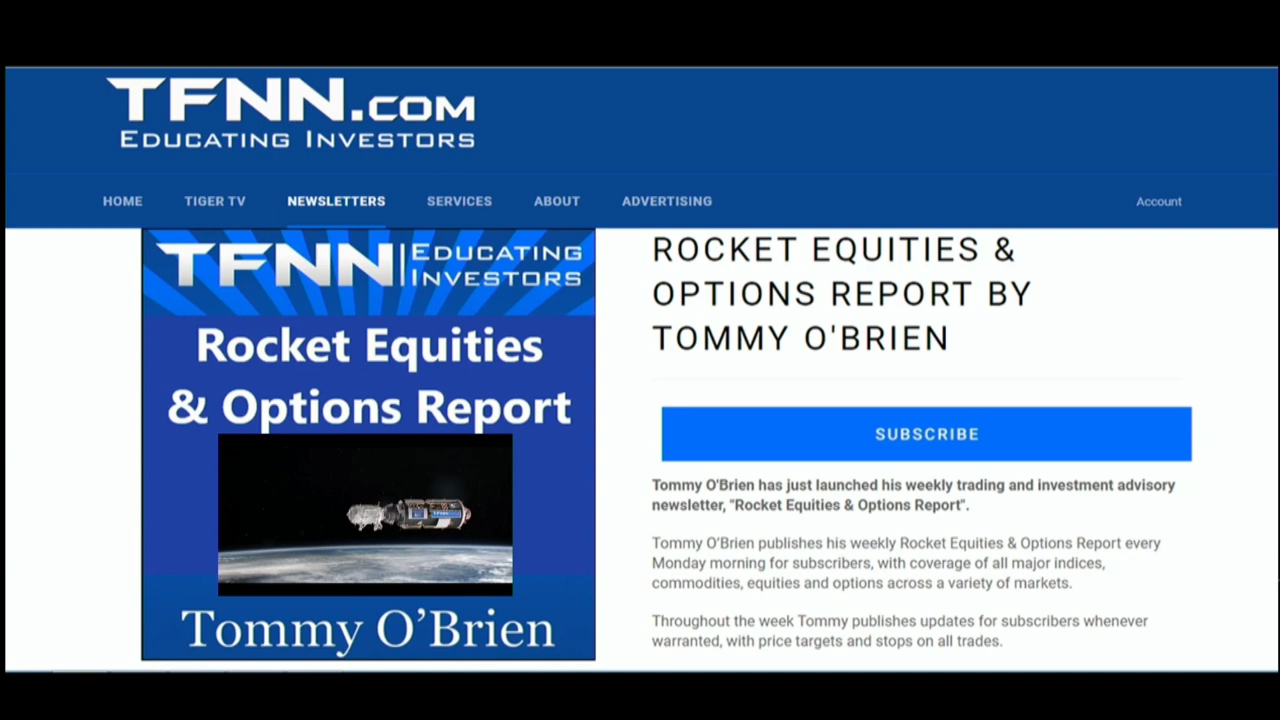 TFNN.COM
EDUCATING INVESTORS
HOME TIGER TV NEWSLETTERS SERVICES ABOUT ADVERTISING Account
TFNN EDUCATING
INVESTORS
Rocket Equities
& Options Report
TFNN
Tommy O’Brien
ROCKET EQUITIES &
OPTIONS REPORT BY
TOMMY O'BRIEN
SUBSCRIBE
Tommy O'Brien has just launched his weekly trading and investment advisory
newsletter, "Rocket Equities & Options Report".
Tommy O’Brien publishes his weekly Rocket Equities & Options Report every
Monday morning for subscribers, with coverage of all major indices,
commodities, equities and options across a variety of markets.
Throughout the week Tommy publishes updates for subscribers whenever
warranted, with price targets and stops on all trades.